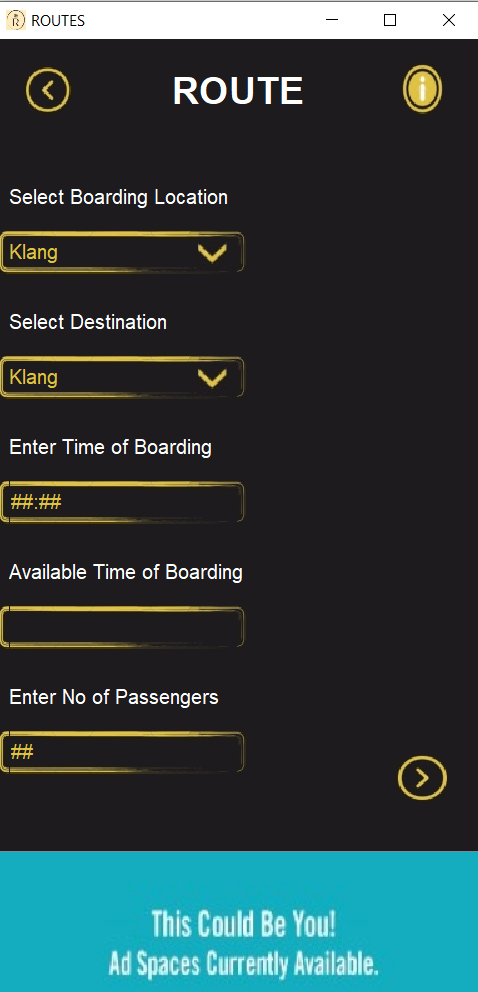 ROUTES
ROUTE
Select Boarding Location
Klang
Select Destination
Klang
Enter Time of Boarding
##:##
Available Time of Boarding
Enter No of Passengers
##
This Could Be You!
Ad Spaces Currently Available.